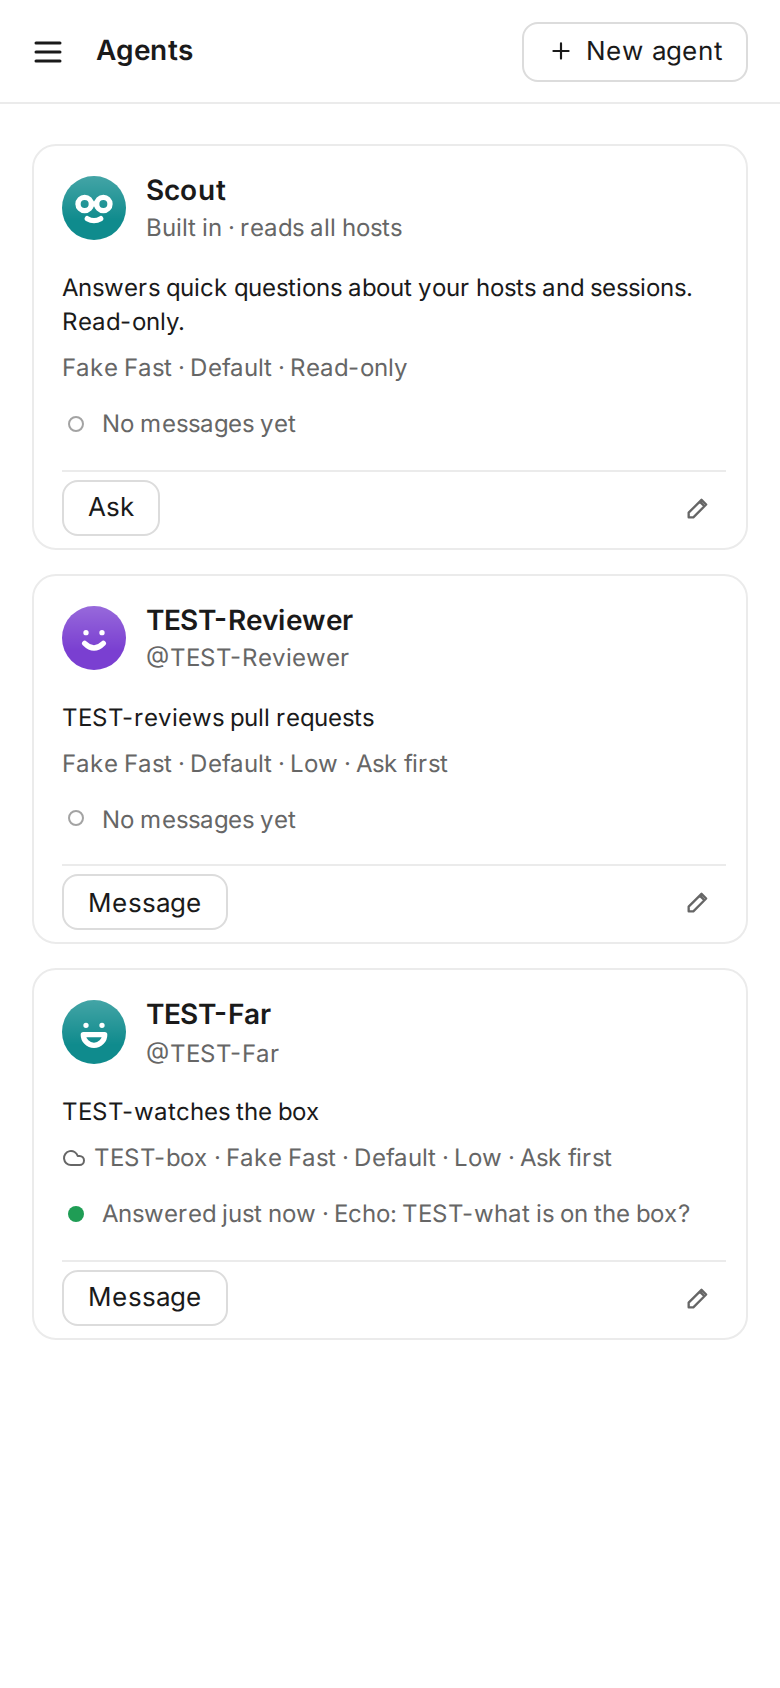 Agents
New agent
Scout
Built in · reads all hosts
Answers quick questions about your hosts and sessions.
Read-only.
Fake Fast · Default · Read-only
No messages yet
Ask
TEST-Reviewer
@TEST-Reviewer
TEST-reviews pull requests
Fake Fast · Default · Low · Ask first
No messages yet
Message
TEST-Far
@TEST-Far
TEST-watches the box
TEST-box · Fake Fast · Default · Low · Ask first
Answered just now · Echo: TEST-what is on the box?
Message